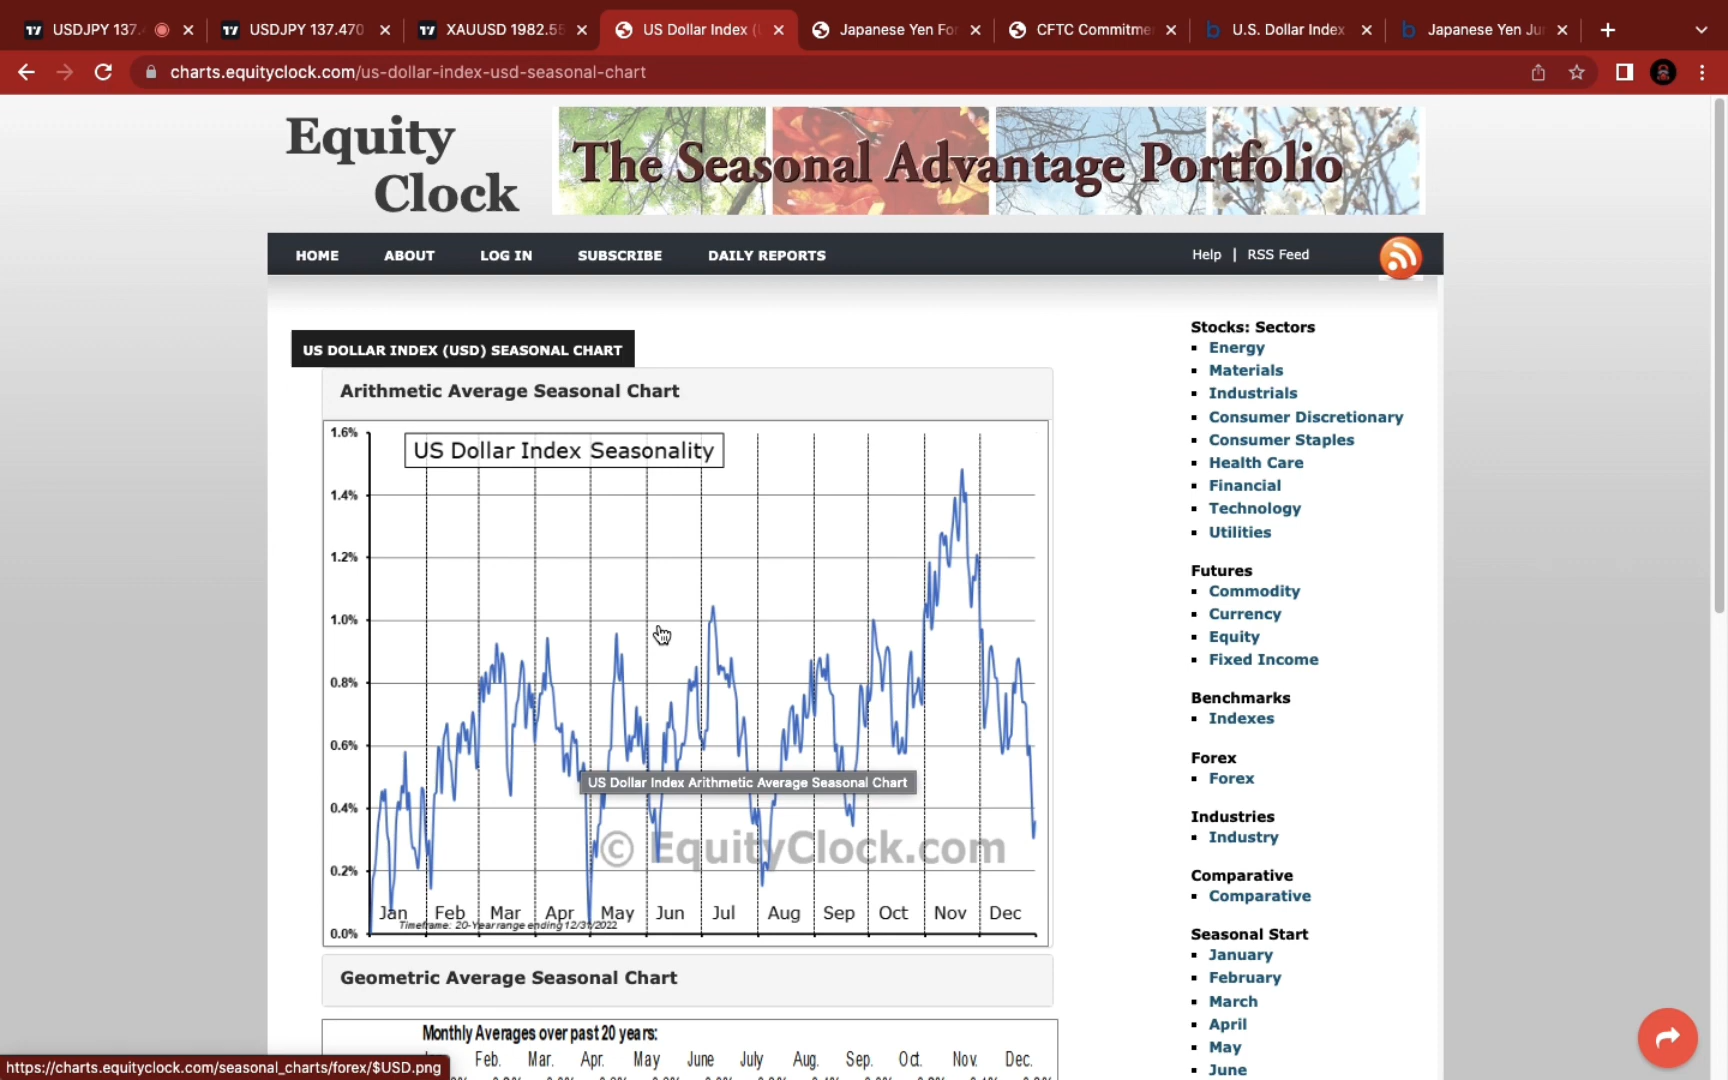 USDJPY 137.
USDJPY 137.470
XAUUSD 1982.55
US Dollar Index (
Japanese Yen For
CFTC Commitme
U.S. Dollar Index
Japanese Yen Ju
charts.equityclock.com/us-dollar-index-usd-seasonal-chart
Equity
Clock
The Seasonal Advantage Portfolio
HOME
ABOUT
LOG IN
SUBSCRIBE
DAILY REPORTS
Help | RSS Feed
US DOLLAR INDEX (USD) SEASONAL CHART
Arithmetic Average Seasonal Chart
US Dollar Index Seasonality
1.6%
1.4%
1.2%
1.0%
0.8%
0.6%
0.4%
0.2%
0.0%
US Dollar Index Arithmetic Average Seasonal Chart
© EquityClock.com
Jan Feb Mar Apr May Jun Jul Aug Sep Oct Nov Dec
Timeframe: 20-Year range ending 12/31/2022
Geometric Average Seasonal Chart
Monthly Averages over past 20 years:
Feb. Mar. Apr. May June July Aug. Sep. Oct. Nov. Dec.
Stocks: Sectors
Energy
Materials
Industrials
Consumer Discretionary
Consumer Staples
Health Care
Financial
Technology
Utilities
Futures
Commodity
Currency
Equity
Fixed Income
Benchmarks
Indexes
Forex
Forex
Industries
Industry
Comparative
Comparative
Seasonal Start
January
February
March
April
May
June
https://charts.equityclock.com/seasonal_charts/forex/$USD.png